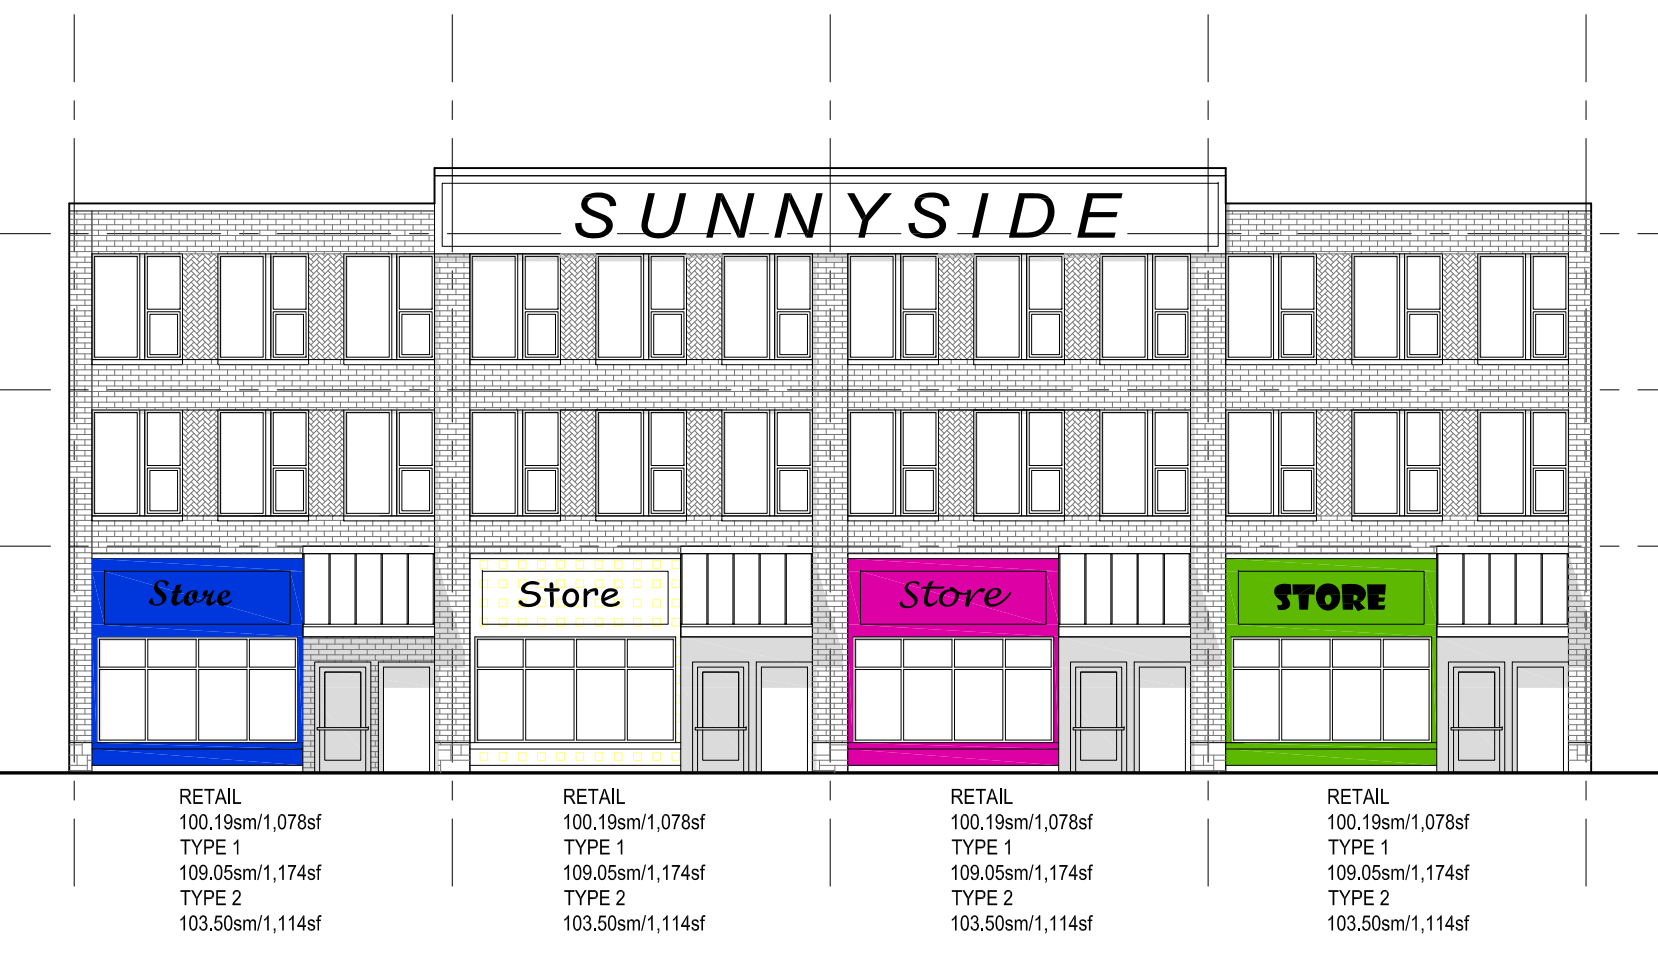 SUNNYSIDE
Store
Store
Store
STORE
RETAIL
100.19sm/1,078sf
TYPE 1
109.05sm/1,174sf
TYPE 2
103.50sm/1,114sf
RETAIL
100.19sm/1,078sf
TYPE 1
109.05sm/1,174sf
TYPE 2
103.50sm/1,114sf
RETAIL
100.19sm/1,078sf
TYPE 1
109.05sm/1,174sf
TYPE 2
103.50sm/1,114sf
RETAIL
100.19sm/1,078sf
TYPE 1
109.05sm/1,174sf
TYPE 2
103.50sm/1,114sf